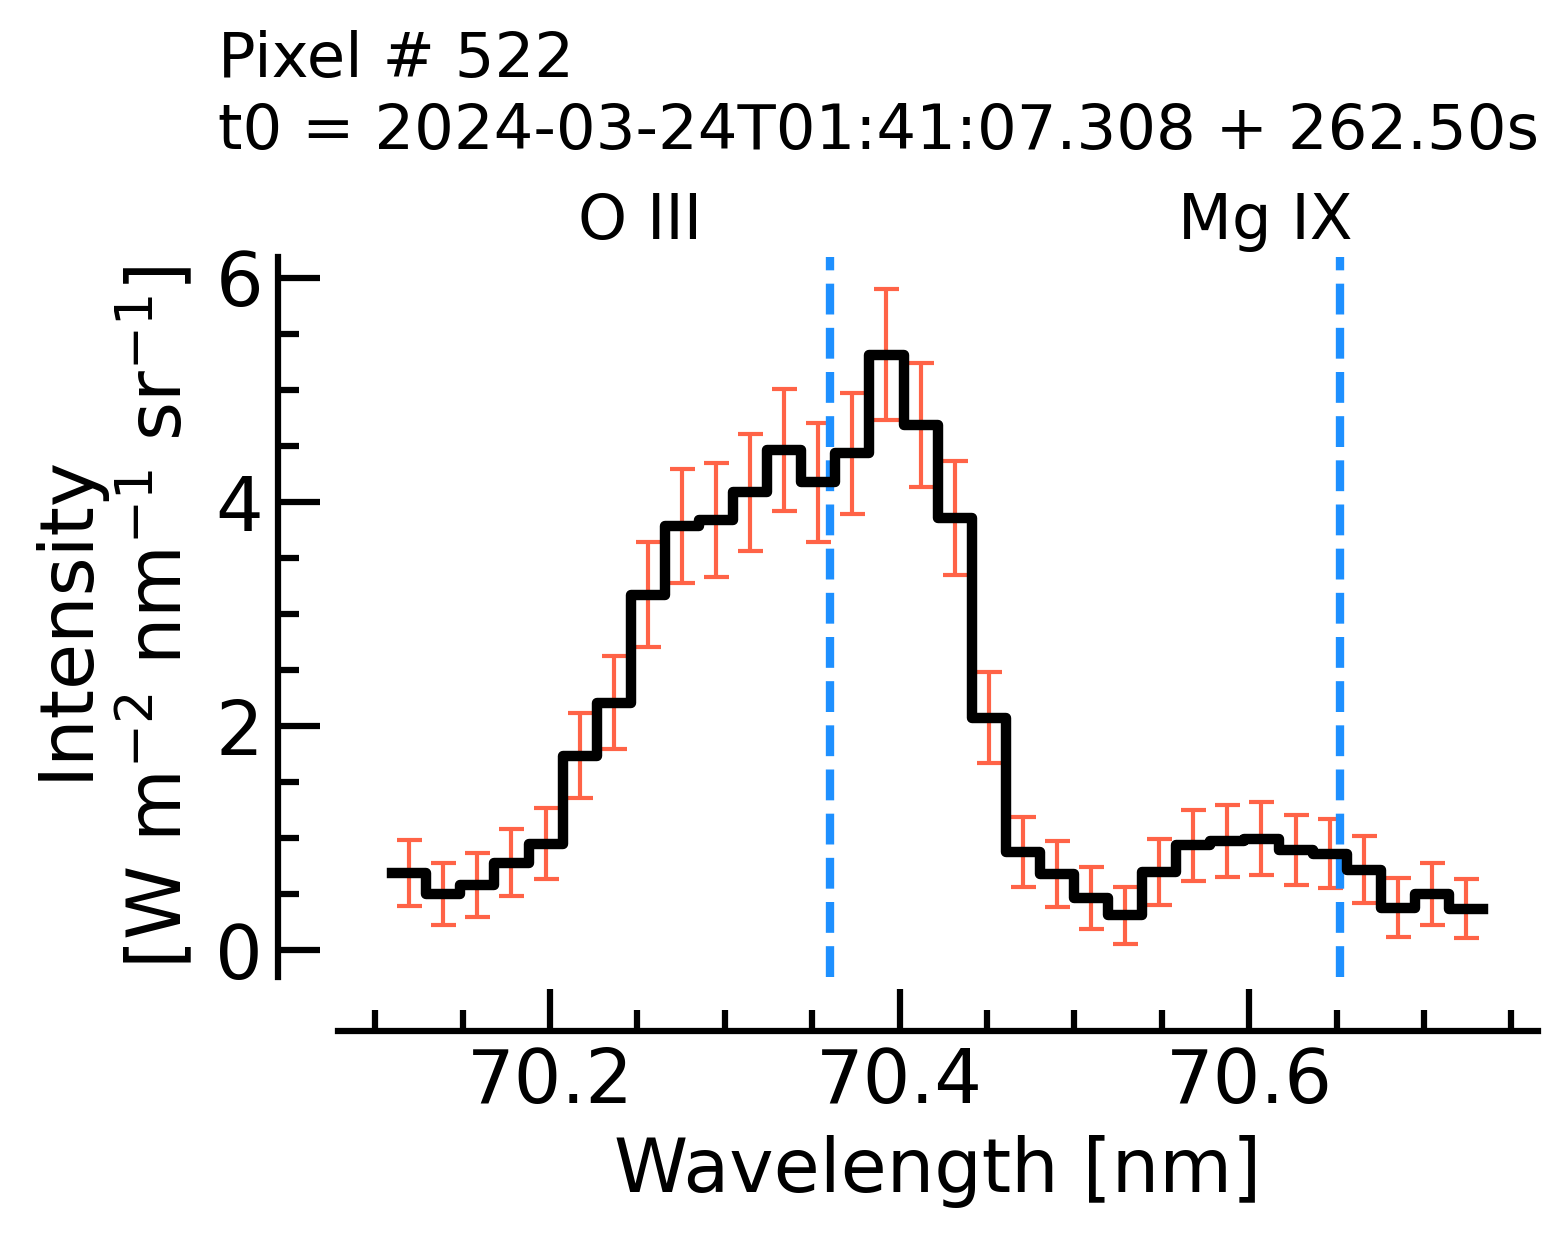 Pixel # 522
t0 = 2024-03-24T01:41:07.308 + 262.50s
O III Mg IX
Intensity
[W m⁻² nm⁻¹ sr⁻¹]
6
4
2
0
70.2 70.4 70.6
Wavelength [nm]